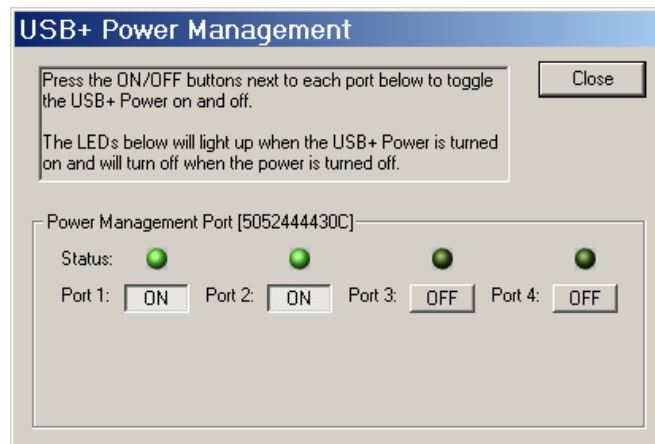 USB+ Power Management
Press the ON/OFF buttons next to each port below to toggle
the USB+ Power on and off.
The LEDs below will light up when the USB+ Power is turned
on and will turn off when the power is turned off.
Close
Power Management Port [5052444430C]
Status:
Port 1: ON Port 2: ON Port 3: OFF Port 4: OFF